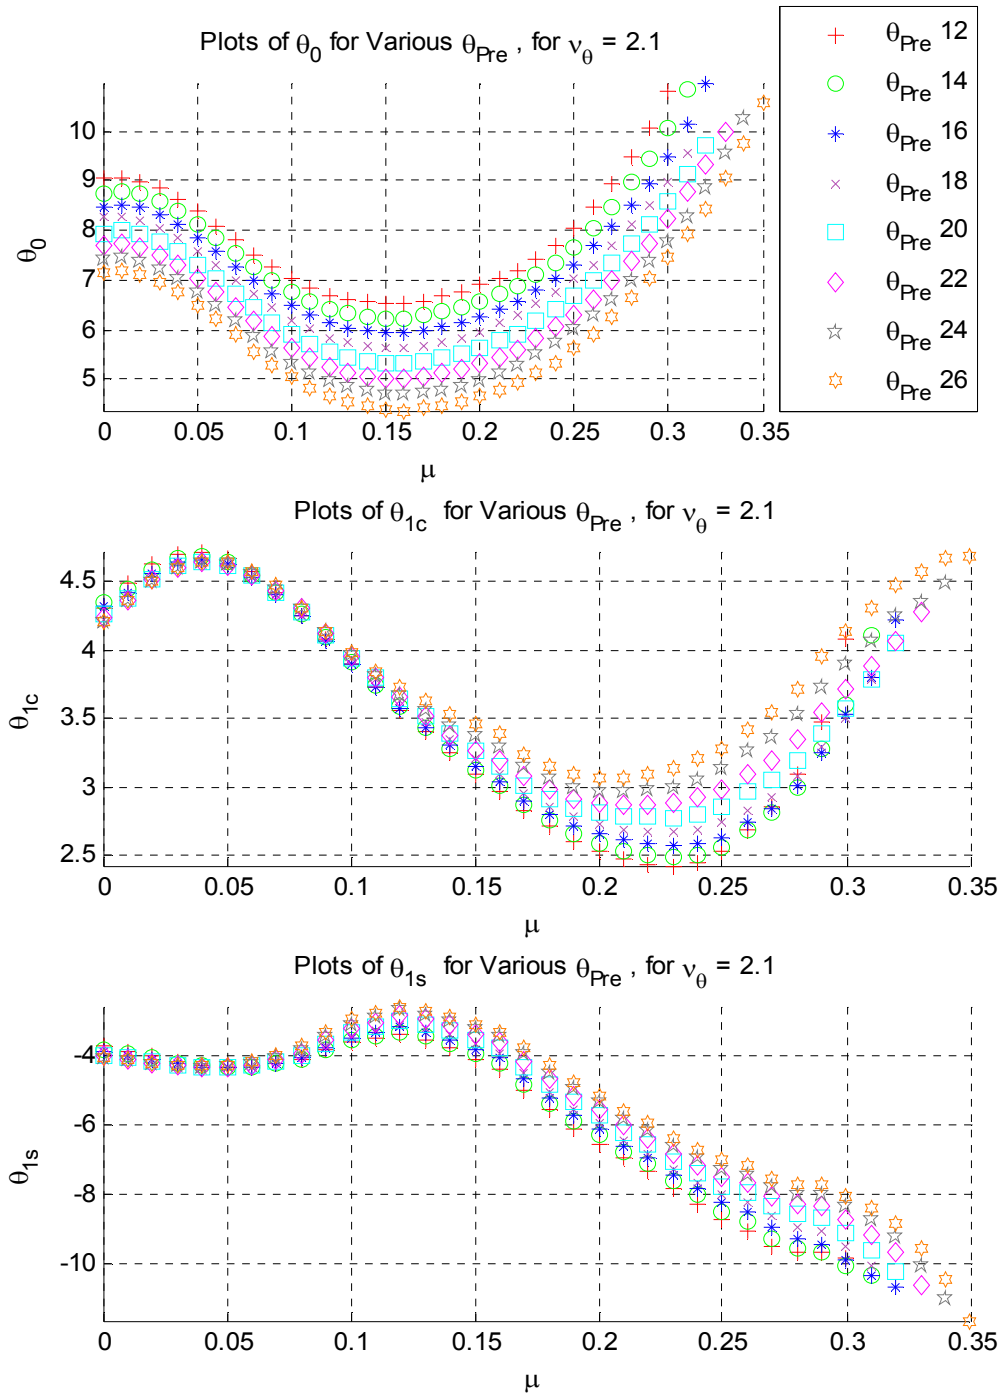 Plots of θ0 for Various θPre , for νθ = 2.1
θPre 12
θPre 14
θPre 16
θPre 18
θPre 20
θPre 22
θPre 24
θPre 26
10
9
8
7
6
5
θ0
0 0.05 0.1 0.15 0.2 0.25 0.3 0.35
μ
Plots of θ1c for Various θPre , for νθ = 2.1
4.5
4
3.5
3
2.5
θ1c
0 0.05 0.1 0.15 0.2 0.25 0.3 0.35
μ
Plots of θ1s for Various θPre , for νθ = 2.1
-4
-6
-8
-10
θ1s
0 0.05 0.1 0.15 0.2 0.25 0.3 0.35
μ